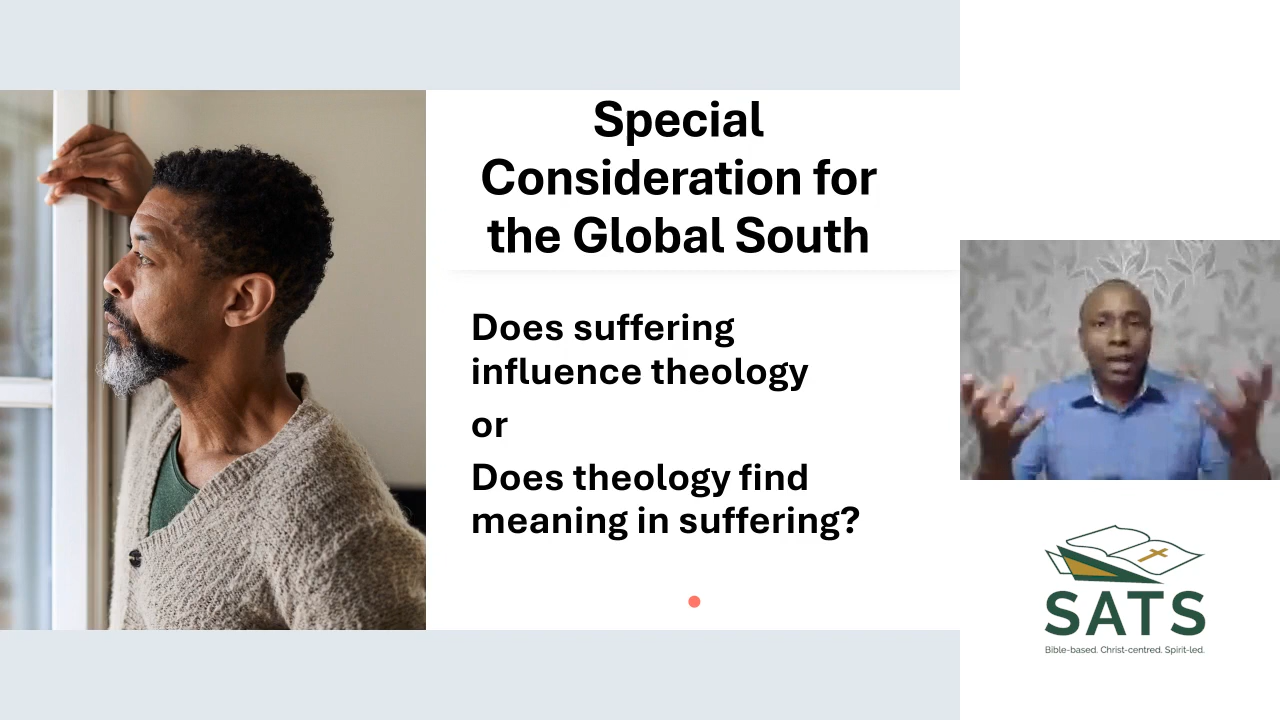 Special
Consideration for
the Global South
Does suffering
influence theology
or
Does theology find
meaning in suffering?
SATS
Bible-based. Christ-centred. Spirit-led.